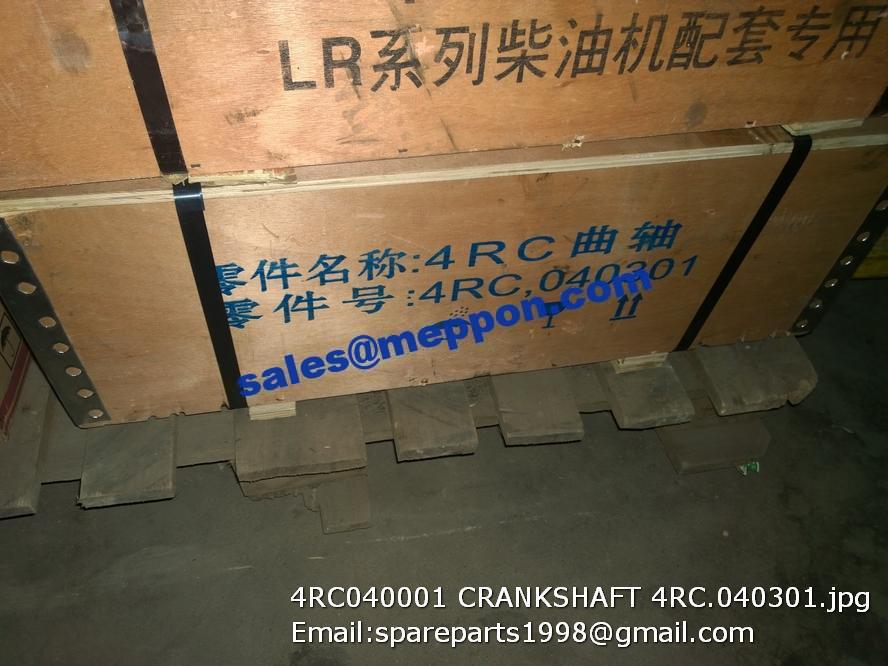 LR系列柴油机配套专用
零件名称:4RC曲轴
零件号:4RC,040301
sales@meppon.com
4RC040001 CRANKSHAFT 4RC.040301.jpg
Email:spareparts1998@gmail.com